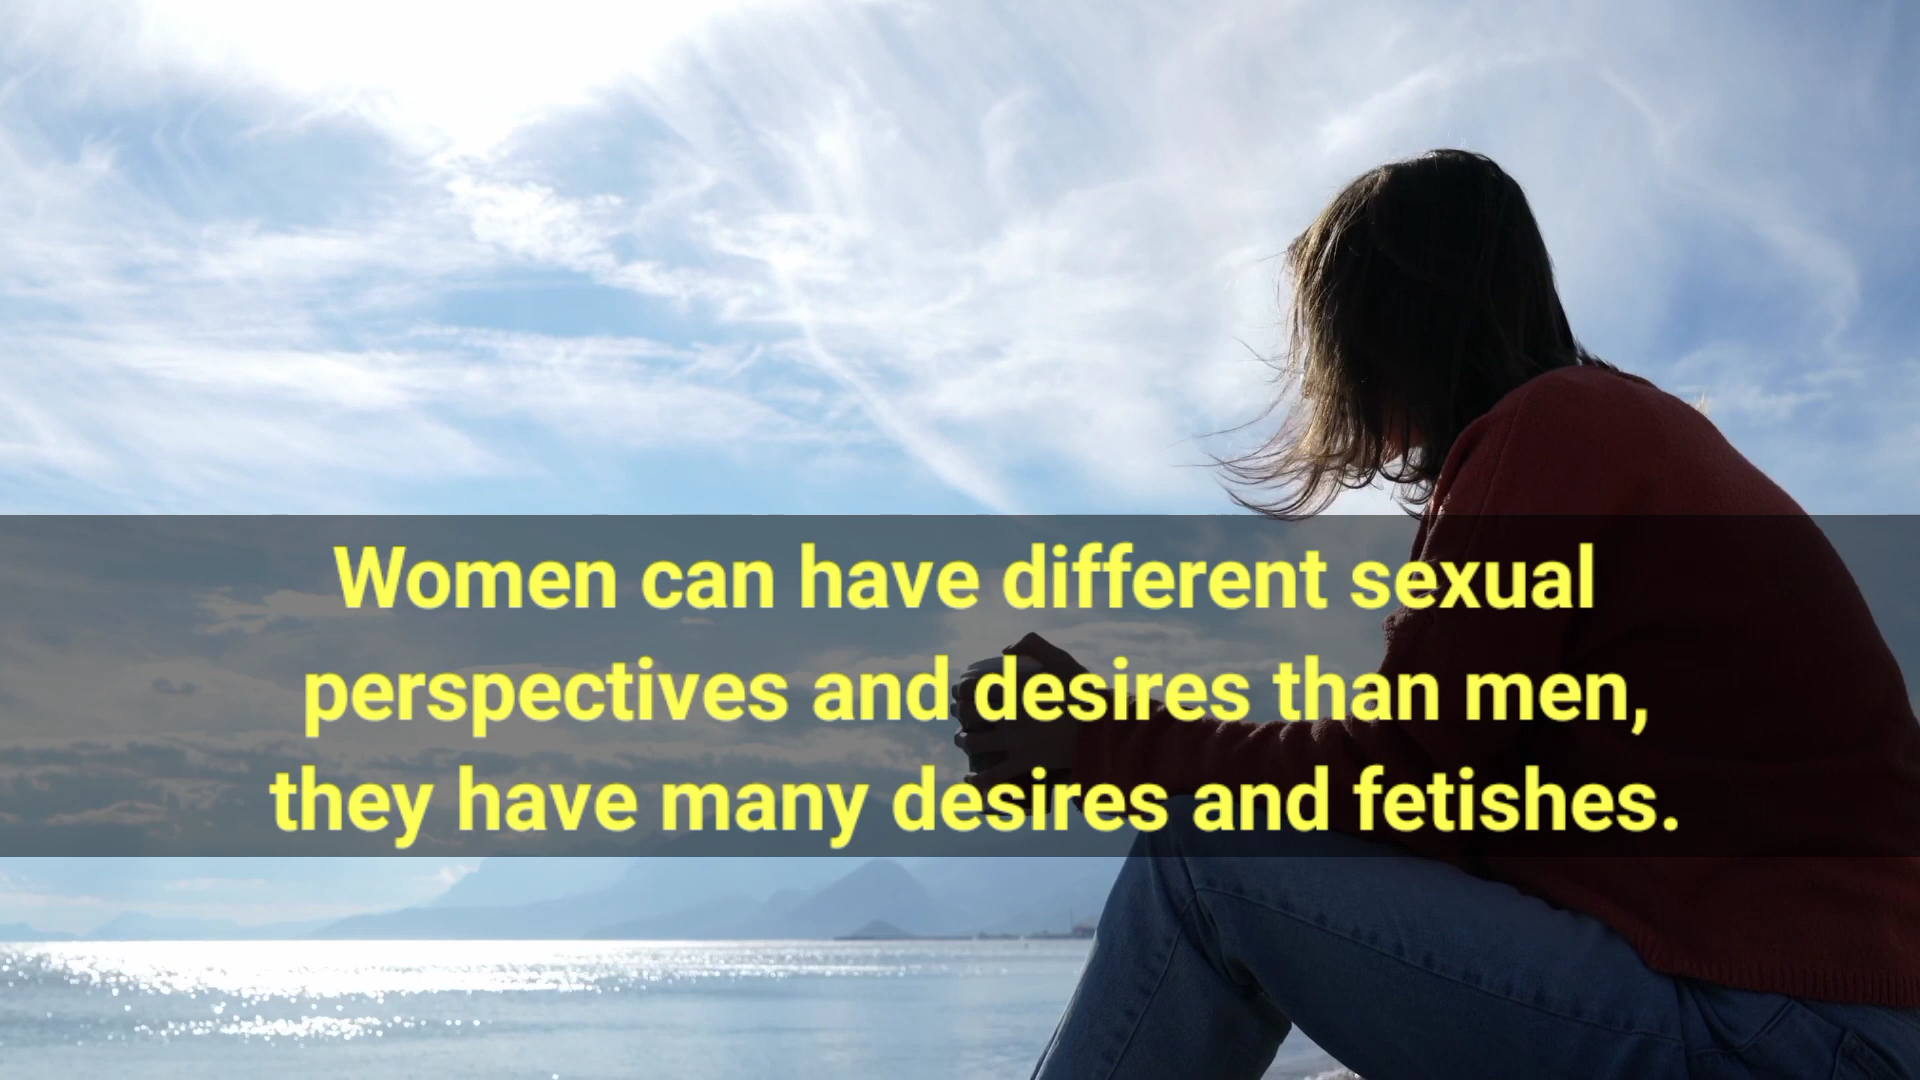 Women can have different sexual
perspectives and desires than men,
they have many desires and fetishes.